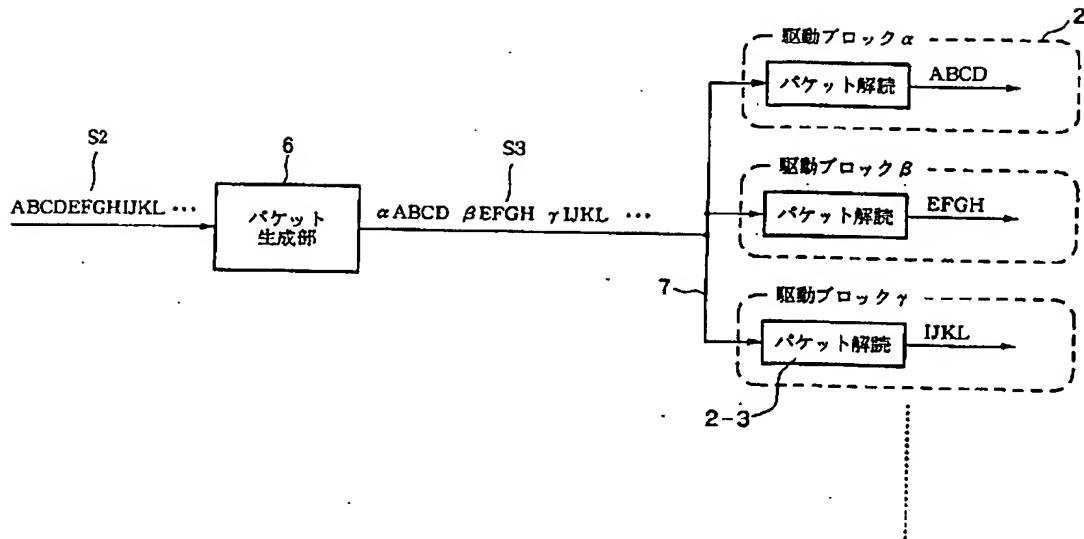 2
駆動ブロックα
パケット解読
ABCD
S2
6
S3
駆動ブロックβ
ABCDEFGHIJKL …
パケット
生成部
αABCD βEFGH γIJKL …
パケット解読
EFGH
7
駆動ブロックγ
パケット解読
IJKL
2-3